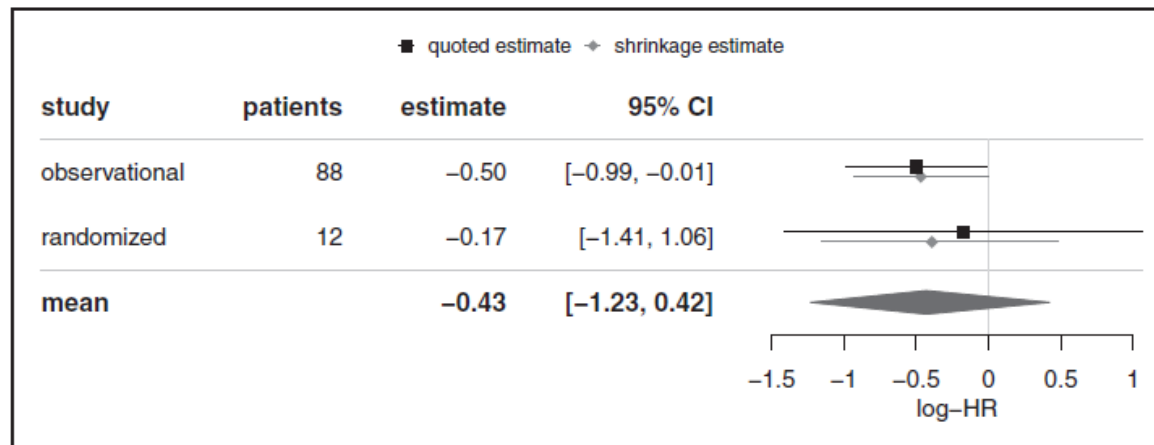 quoted estimate shrinkage estimate
study patients estimate 95% CI
observational 88 −0.50 [−0.99, −0.01]
randomized 12 −0.17 [−1.41, 1.06]
mean −0.43 [−1.23, 0.42]
−1.5 −1 −0.5 0 0.5 1
log−HR